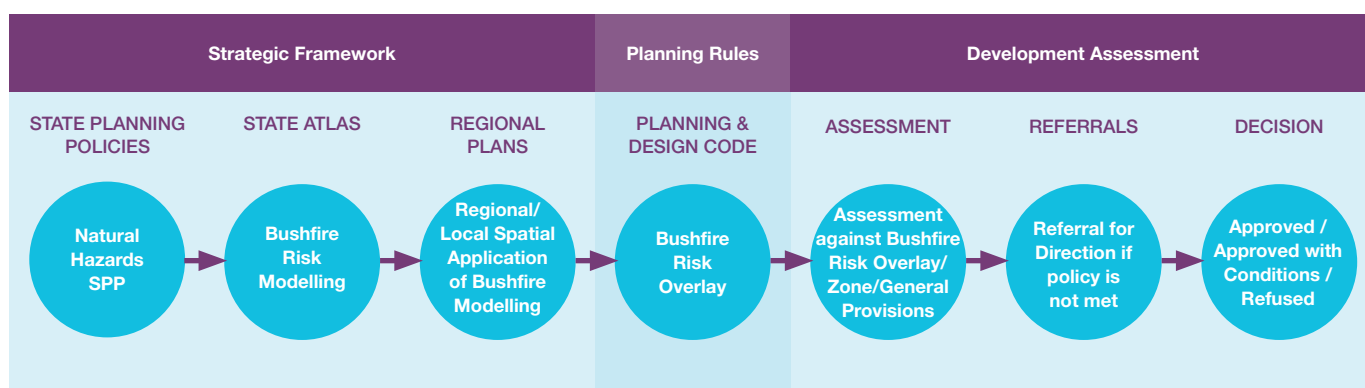 Strategic Framework
Planning Rules
Development Assessment
STATE PLANNING
POLICIES
STATE ATLAS
REGIONAL
PLANS
PLANNING &
DESIGN CODE
ASSESSMENT
REFERRALS
DECISION
Natural
Hazards
SPP
Bushfire
Risk
Modelling
Regional/
Local Spatial
Application
of Bushfire
Modelling
Bushfire
Risk
Overlay
Assessment
against Bushfire
Risk Overlay/
Zone/General
Provisions
Referral for
Direction if
policy is
not met
Approved /
Approved with
Conditions /
Refused